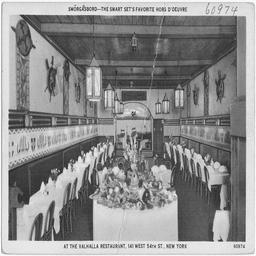 SMÖRGÅSBORD—THE SMART SET'S FAVORITE HORS D'OEUVRE
60974
AT THE VALHALLA RESTAURANT, 141 WEST 54TH ST., NEW YORK
60974